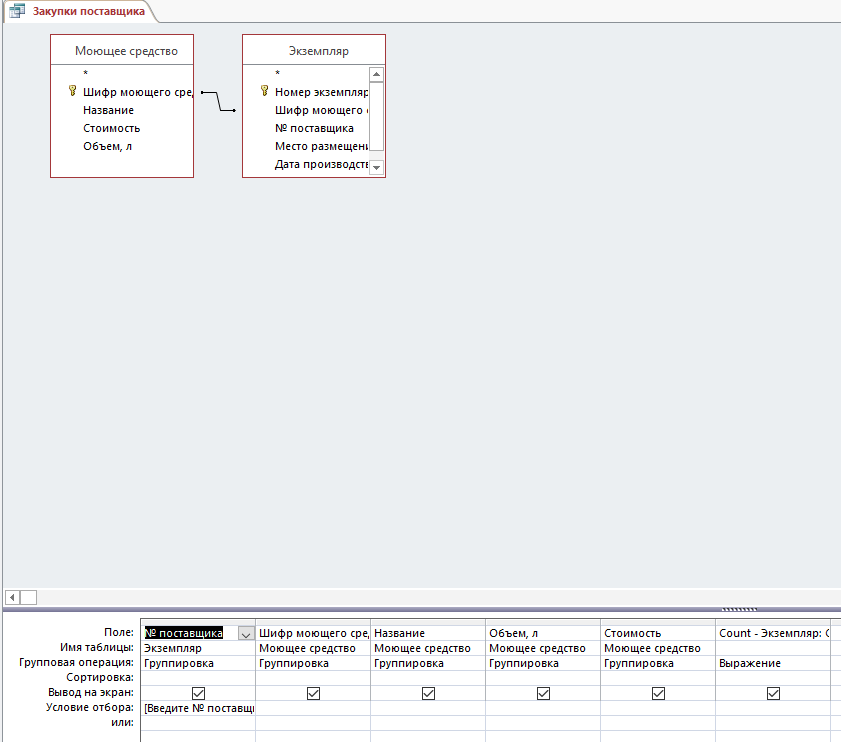 Закупки поставщика
Моющее средство
*
Шифр моющего сре
Название
Стоимость
Объем, л
Экземпляр
*
Номер экземпляр
Шифр моющего
№ поставщика
Место размещен
Дата производств
Поле: № поставщика Шифр моющего сре Название Объем, л Стоимость Count - Экземпляр:
Имя таблицы: Экземпляр Моющее средство Моющее средство Моющее средство Моющее средство
Групповая операция: Группировка Группировка Группировка Группировка Группировка Выражение
Сортировка:
Вывод на экран:
Условие отбора: [Введите № поставщ
или: